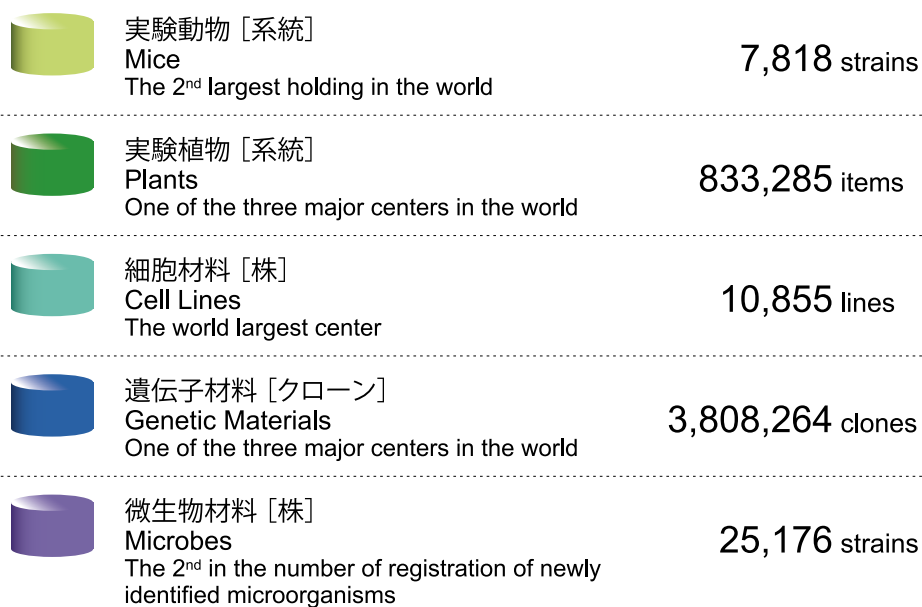 実験動物［系統］
Mice
The 2nd largest holding in the world
7,818 strains
実験植物［系統］
Plants
One of the three major centers in the world
833,285 items
細胞材料［株］
Cell Lines
The world largest center
10,855 lines
遺伝子材料［クローン］
Genetic Materials
One of the three major centers in the world
3,808,264 clones
微生物材料［株］
Microbes
The 2nd in the number of registration of newly
identified microorganisms
25,176 strains